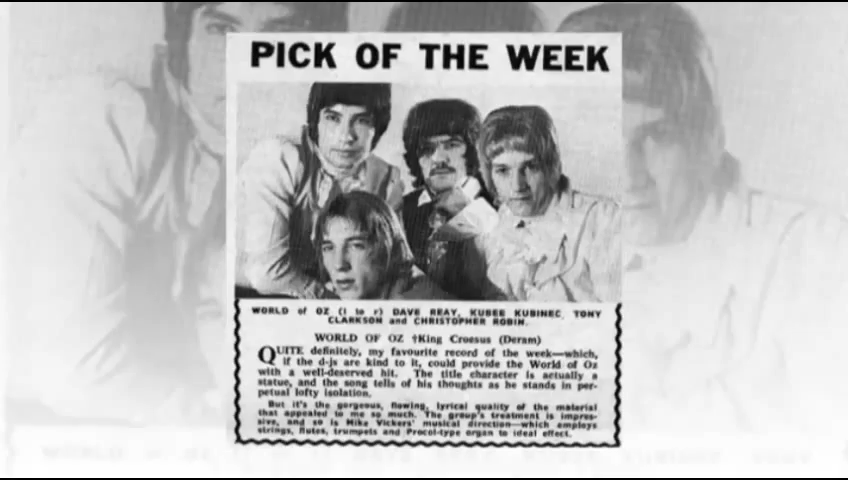 PICK OF THE WEEK
WORLD of OZ (l to r) DAVE REAY, KUBEE KUBINEC, TONY
CLARKSON and CHRISTOPHER ROBIN.
WORLD OF OZ †King Croesus (Deram)
QUITE definitely, my favourite record of the week—which,
if the d-js are kind to it, could provide the World of Oz
with a well-deserved hit. The title character is actually a
statue, and the song tells of his thoughts as he stands in per-
petual lofty isolation.
But it's the gorgeous, flowing, lyrical quality of the material
that appealed to me so much. The group's treatment is impres-
sive, and so is Mike Vickers' musical direction—which employs
strings, flutes, trumpets and Procol-type organ to ideal effect.